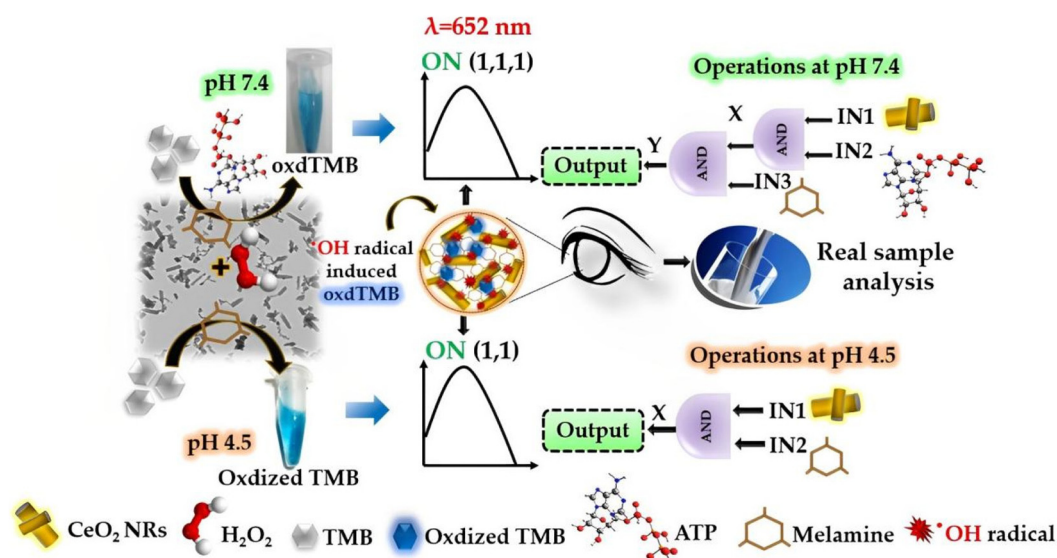 λ=652 nm
ON (1,1,1)
pH 7.4
oxdTMB
Operations at pH 7.4
X
IN1
AND
IN2
Y
AND
Output
IN3
+
•OH radical
induced
oxdTMB
Real sample
analysis
ON (1,1)
Operations at pH 4.5
pH 4.5
Oxdized TMB
Output
X
AND
IN1
IN2
CeO₂ NRs
H₂O₂
TMB
Oxdized TMB
ATP
Melamine
•OH radical